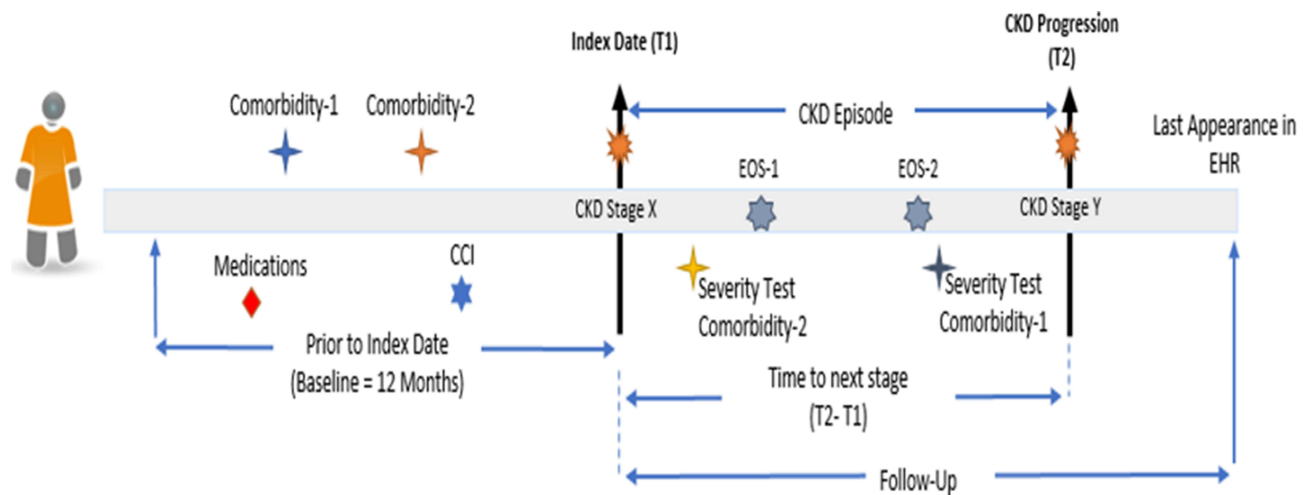 Index Date (T1)
CKD Progression
(T2)
Comorbidity-1
Comorbidity-2
CKD Episode
Last Appearance in
EHR
EOS-1
EOS-2
CKD Stage X
CKD Stage Y
Medications
CCI
Severity Test
Comorbidity-2
Severity Test
Comorbidity-1
Prior to Index Date
(Baseline = 12 Months)
Time to next stage
(T2- T1)
Follow-Up